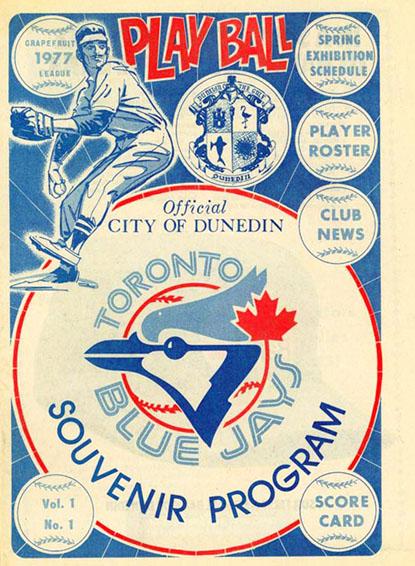 PLAY BALL
GRAPEFRUIT
1977
LEAGUE
SPRING
EXHIBITION
SCHEDULE
DUNEDIN
PLAYER
ROSTER
Official
CITY OF DUNEDIN
CLUB
NEWS
TORONTO
BLUE JAYS
SOUVENIR PROGRAM
Vol. 1
No. 1
SCORE
CARD